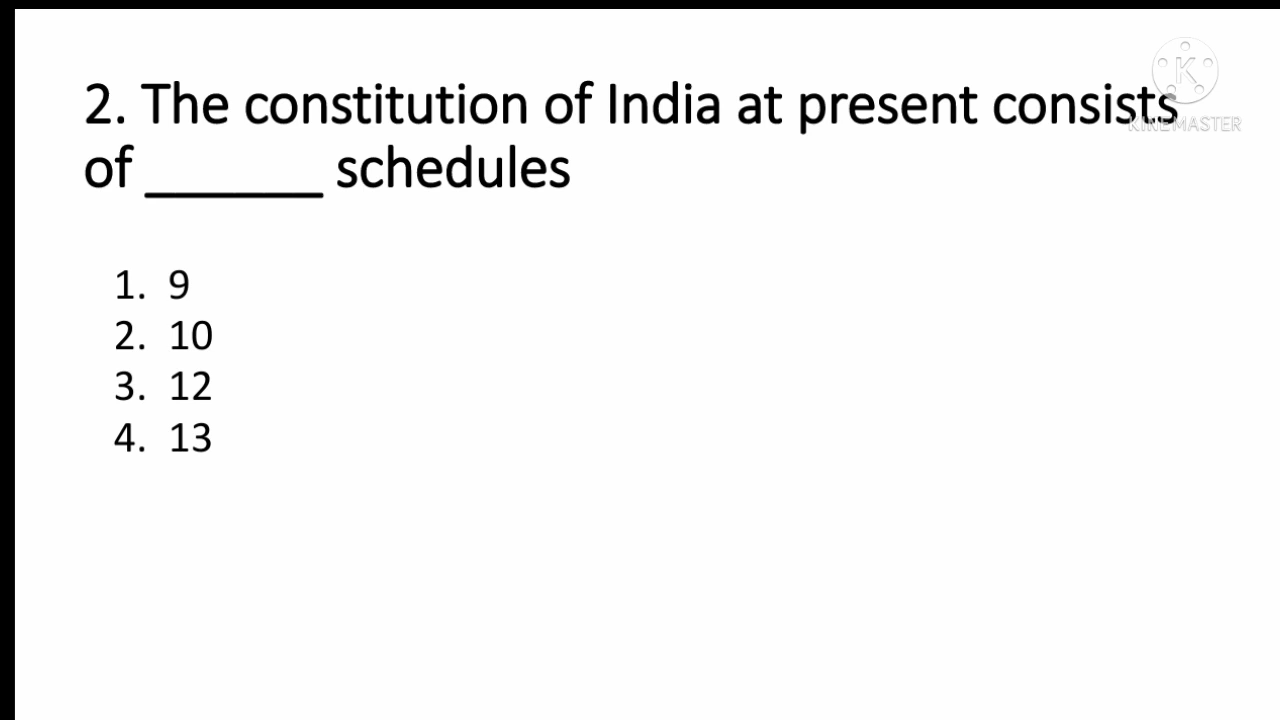 2. The constitution of India at present consists
of ______ schedules
1. 9
2. 10
3. 12
4. 13
K
KINEMASTER